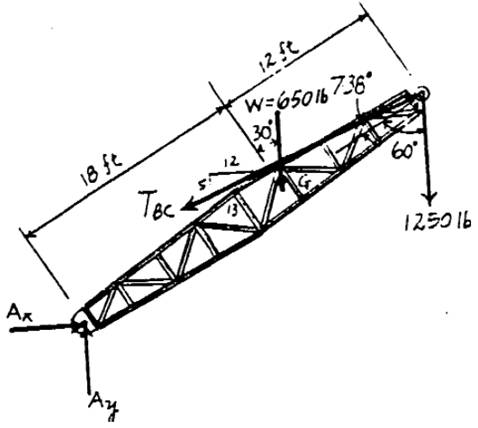 12 ft
W=650 lb
7.38°
30°
18 ft
12
5
G
60°
T_BC
13
1250 lb
A_x
A_y